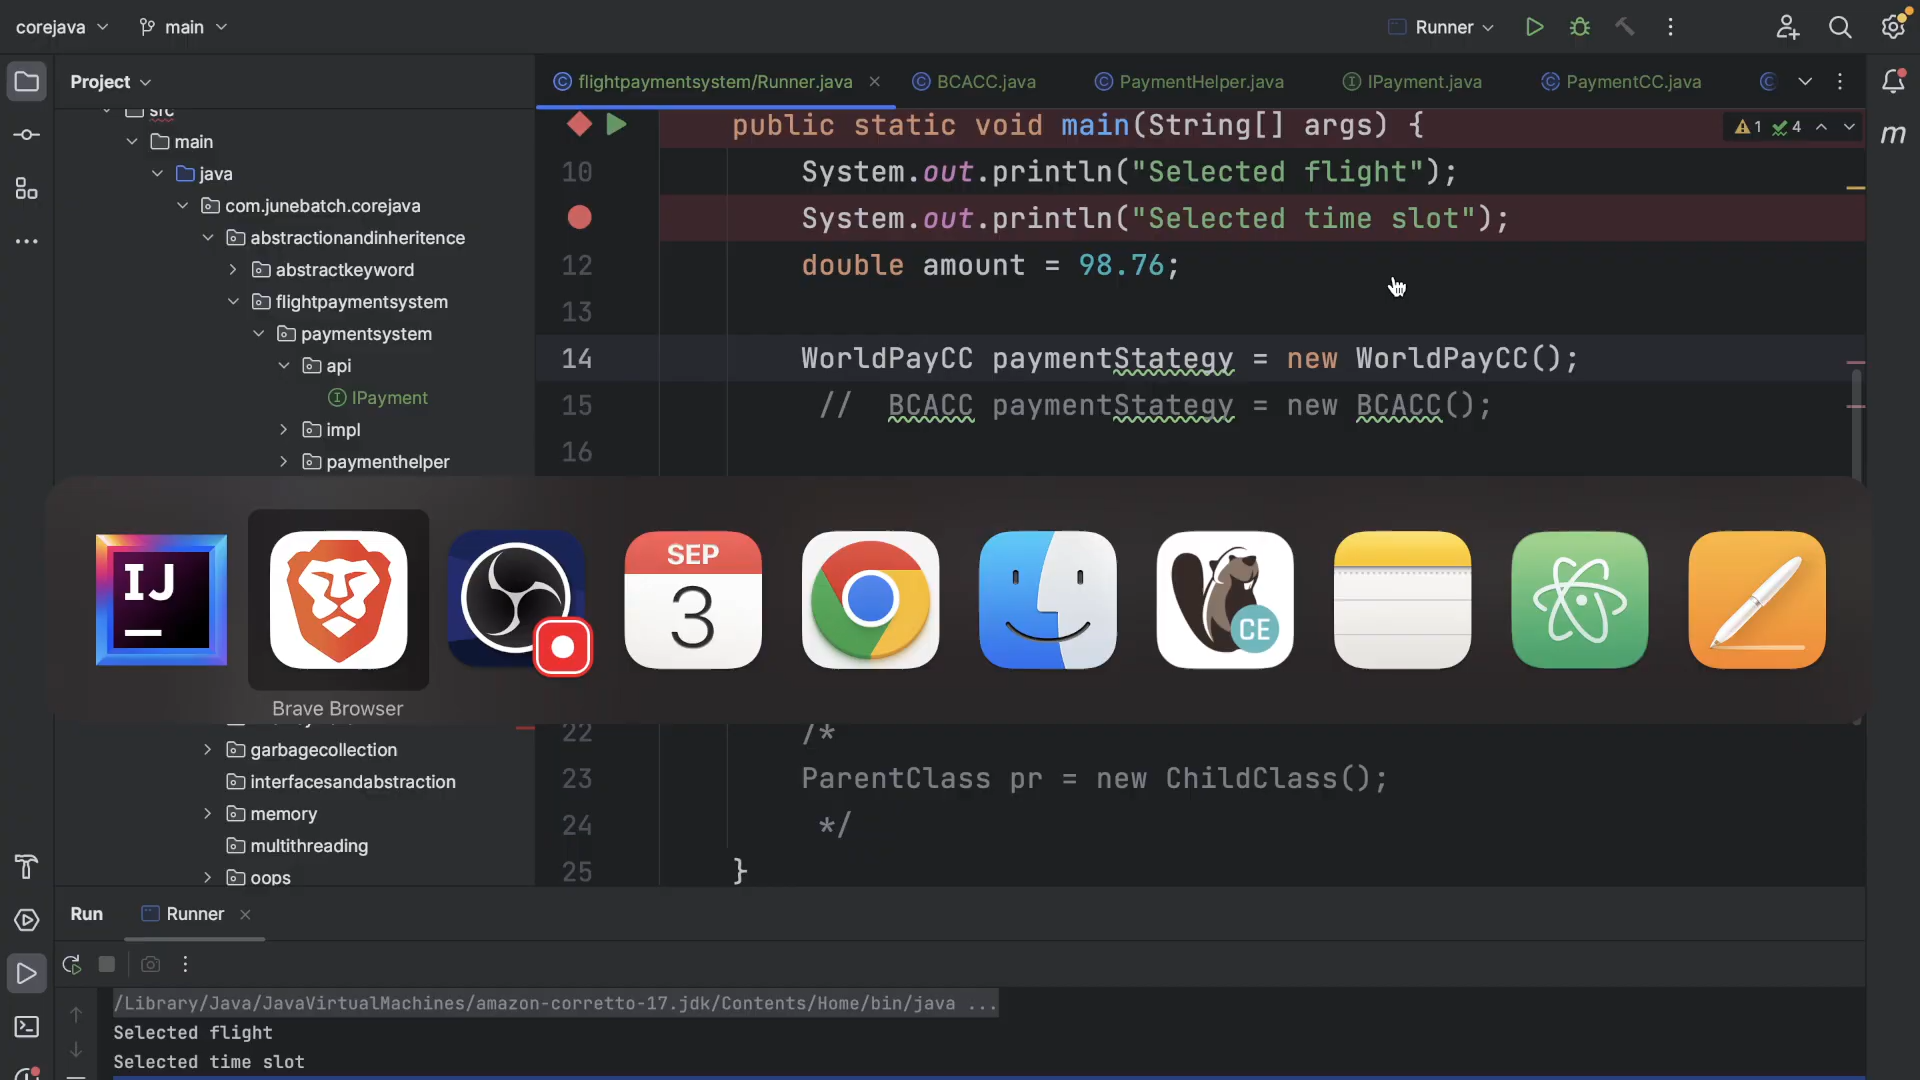 corejava
main
Runner
Project
flightpaymentsystem/Runner.java
BCACC.java
PaymentHelper.java
IPayment.java
PaymentCC.java
src
main
java
com.junebatch.corejava
abstractionandinheritence
abstractkeyword
flightpaymentsystem
paymentsystem
api
IPayment
impl
paymenthelper
public static void main(String[] args) {
1 4
10 System.out.println("Selected flight");
System.out.println("Selected time slot");
12 double amount = 98.76;
13
14 WorldPayCC paymentStategy = new WorldPayCC();
15 // BCACC paymentStategy = new BCACC();
16
IJ
SEP
3
CE
Brave Browser
22 /*
23 ParentClass pr = new ChildClass();
24 */
25 }
garbagecollection
interfacesandabstraction
memory
multithreading
oops
Run
Runner
/Library/Java/JavaVirtualMachines/amazon-corretto-17.jdk/Contents/Home/bin/java ...
Selected flight
Selected time slot